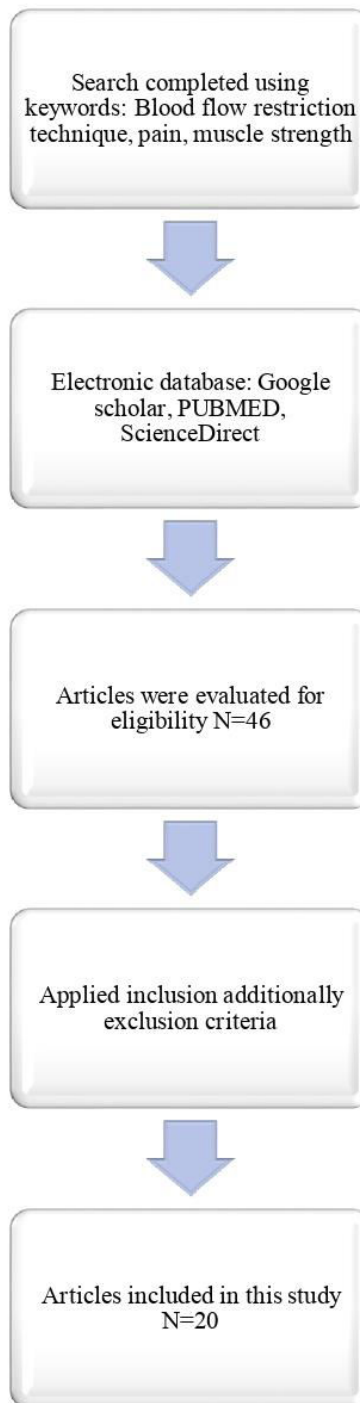 Search completed using
keywords: Blood flow restriction
technique, pain, muscle strength
Electronic database: Google
scholar, PUBMED,
ScienceDirect
Articles were evaluated for
eligibility N=46
Applied inclusion additionally
exclusion criteria
Articles included in this study
N=20